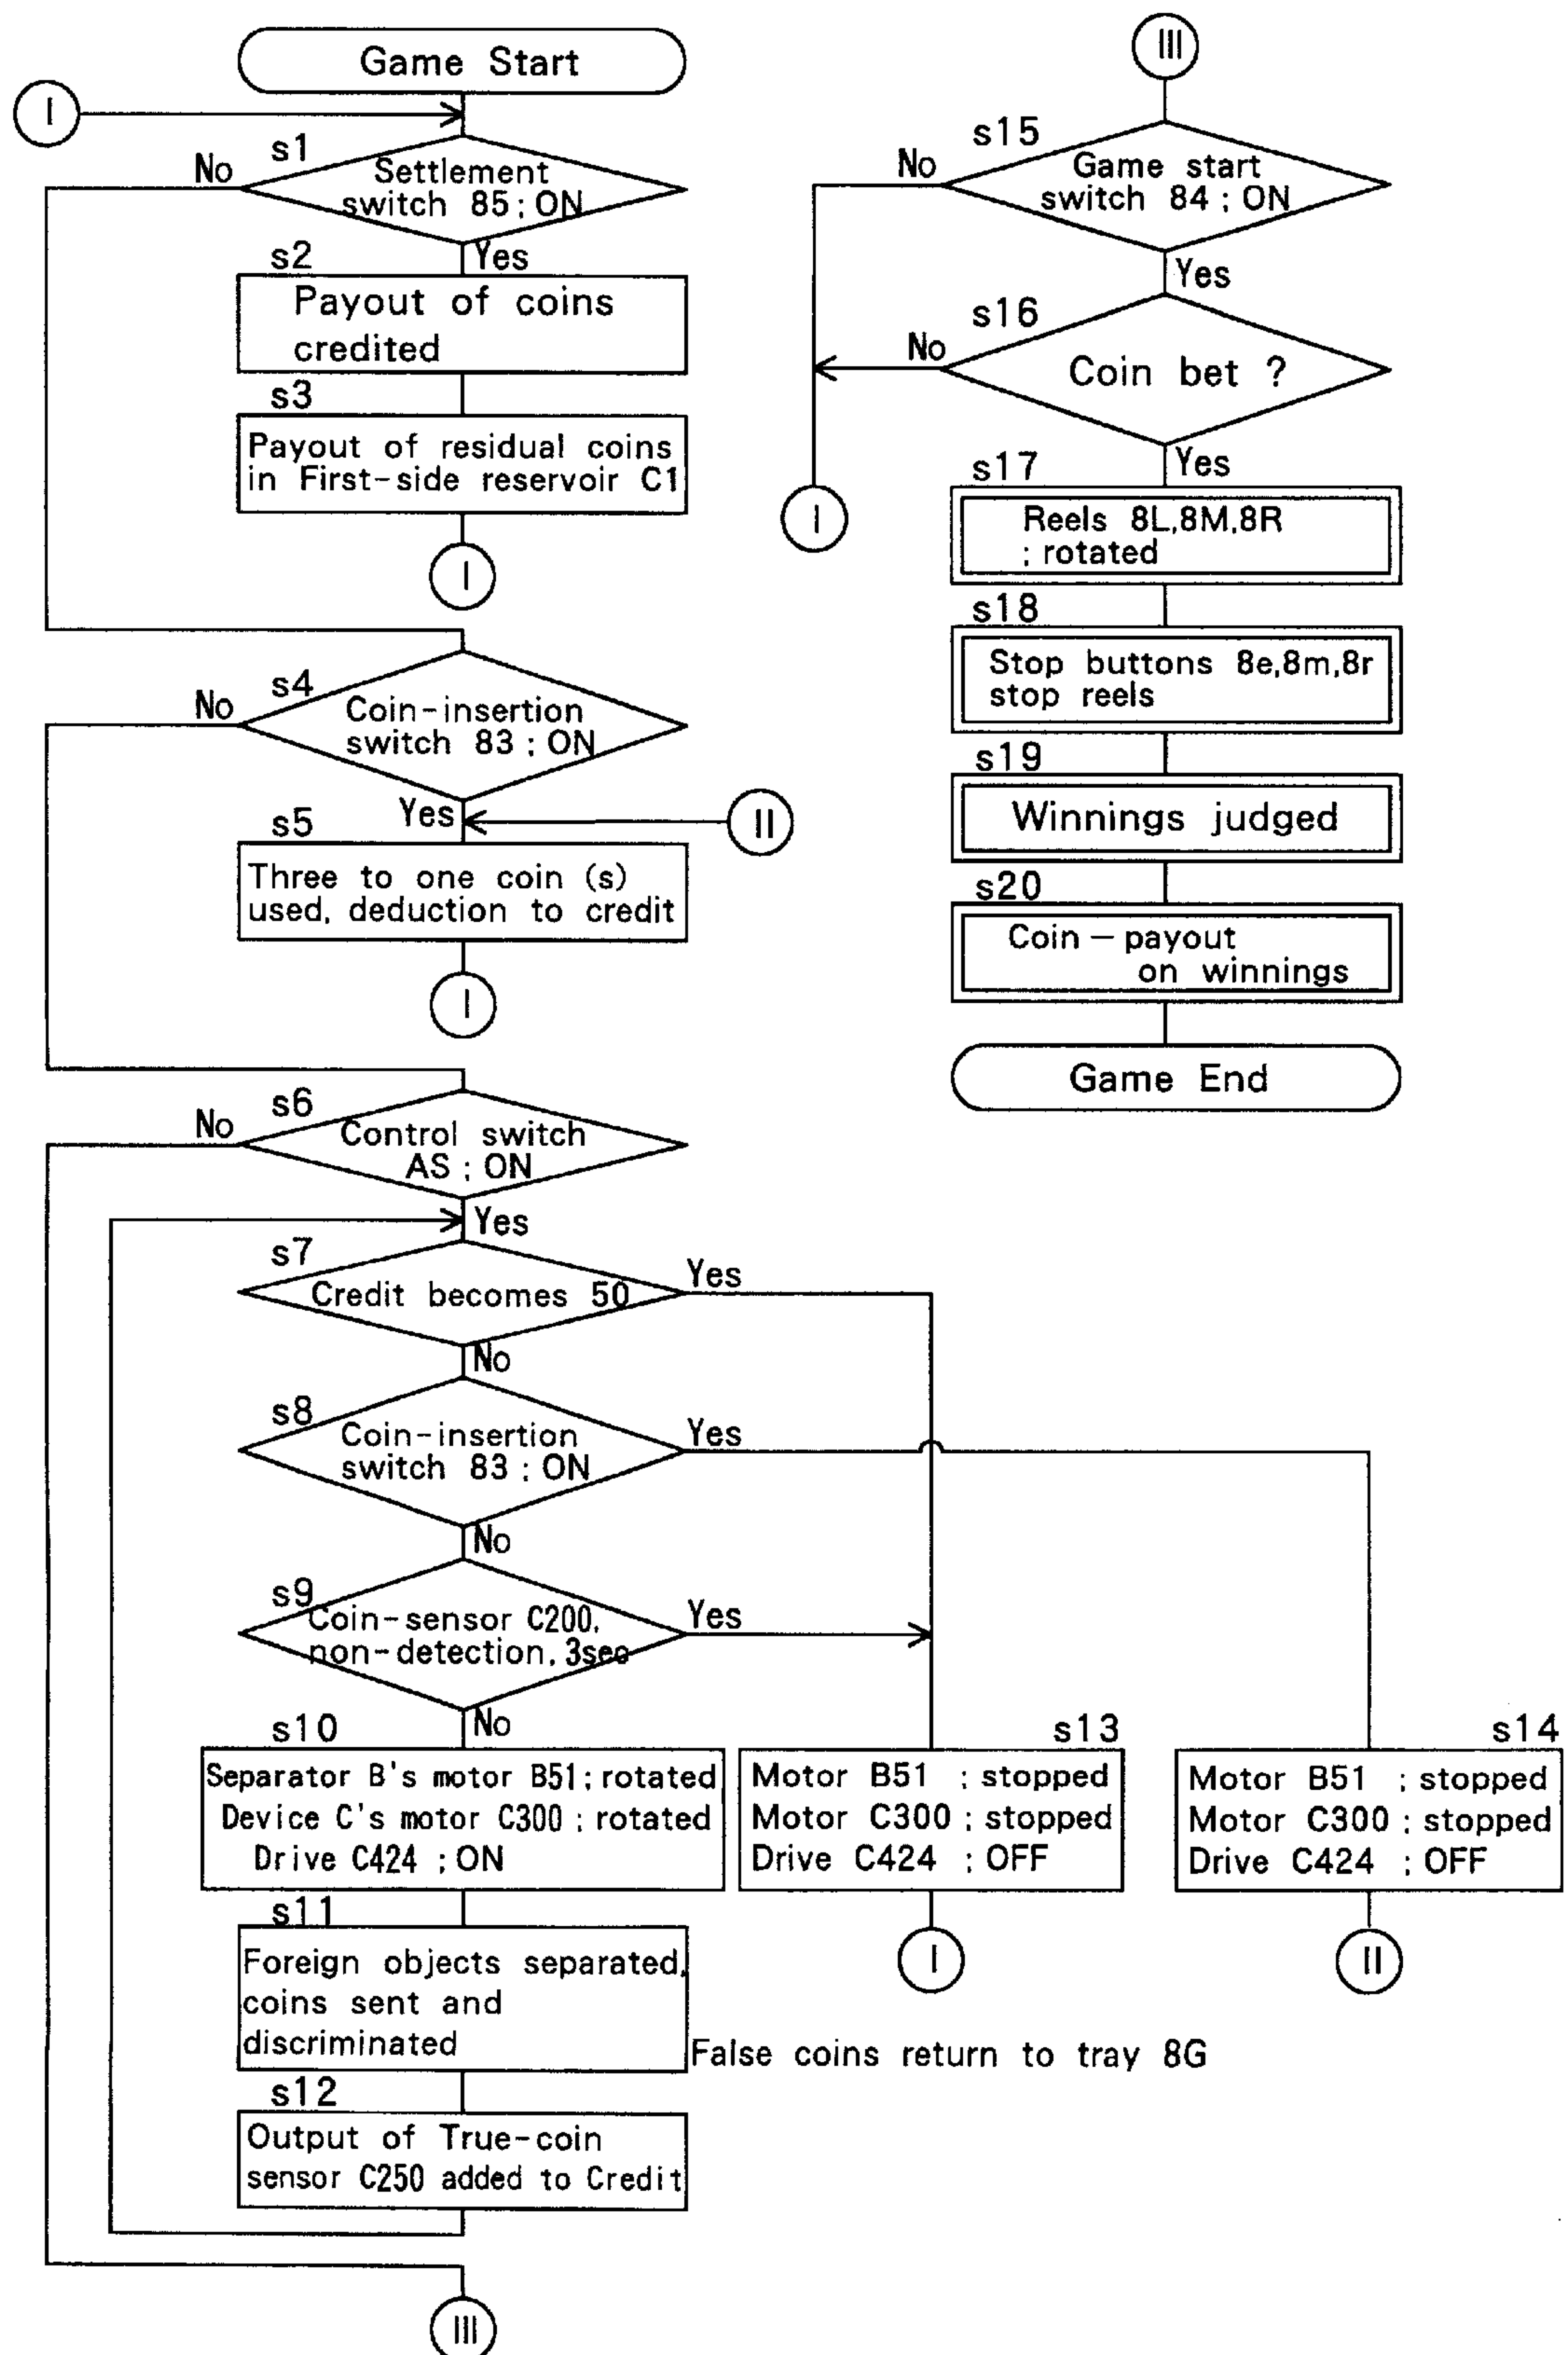 Game Start
I
s1
No
Settlement
switch 85 ; ON
Yes
s2
Payout of coins
credited
s3
Payout of residual coins
in First-side reservoir C1
I
s4
No
Coin-insertion
switch 83 ; ON
Yes
II
s5
Three to one coin (s)
used, deduction to credit
I
s6
No
Control switch
AS ; ON
Yes
s7
Credit becomes 50
Yes
No
s8
Coin-insertion
switch 83 ; ON
Yes
No
s9
Coin-sensor C200,
non-detection, 3sec
Yes
No
s10
Separator B's motor B51 ; rotated
Device C's motor C300 ; rotated
Drive C424 ; ON
s11
Foreign objects separated,
coins sent and
discriminated
False coins return to tray 8G
s12
Output of True-coin
sensor C250 added to Credit
III
s13
Motor B51 ; stopped
Motor C300 ; stopped
Drive C424 ; OFF
I
s14
Motor B51 ; stopped
Motor C300 ; stopped
Drive C424 ; OFF
II
III
s15
No
Game start
switch 84 ; ON
Yes
s16
No
Coin bet ?
Yes
I
s17
Reels 8L,8M,8R
; rotated
s18
Stop buttons 8e,8m,8r
stop reels
s19
Winnings judged
s20
Coin - payout
on winnings
Game End